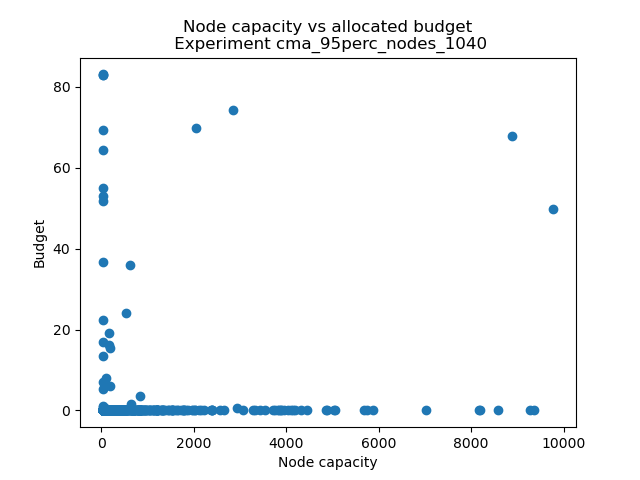 Node capacity vs allocated budget
Experiment cma_95perc_nodes_1040
80
60
40
20
0
Budget
0 2000 4000 6000 8000 10000
Node capacity